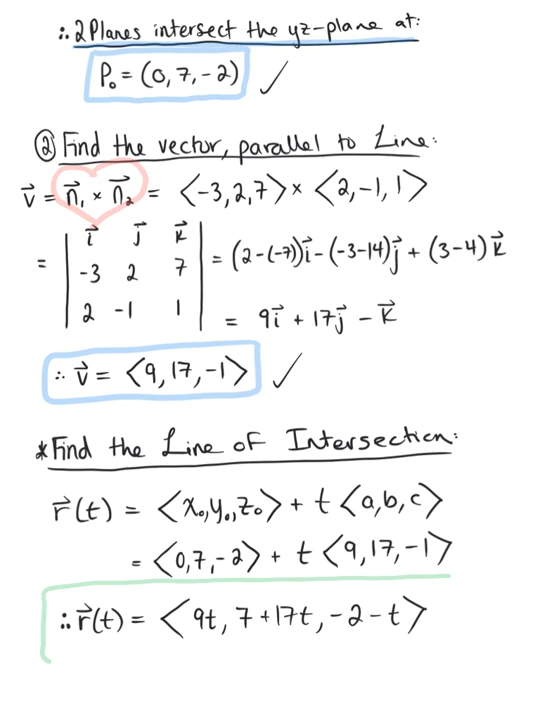 ∴ 2 Planes intersect the yz-plane at:
P₀ = (0, 7, -2) ✓
② Find the vector, parallel to Line:
v⃗ = n⃗₁ × n⃗₂ = <-3, 2, 7> × <2, -1, 1>
= | i⃗ j⃗ k⃗ | = (2-(-7))i⃗ - (-3-14)j⃗ + (3-4)k⃗
| -3 2 7 |
| 2 -1 1 | = 9i⃗ + 17j⃗ - k⃗
∴ v⃗ = <9, 17, -1> ✓
*Find the Line of Intersection:
r⃗(t) = <x₀, y₀, z₀> + t <a, b, c>
= <0, 7, -2> + t <9, 17, -1>
∴ r⃗(t) = <9t, 7+17t, -2-t>